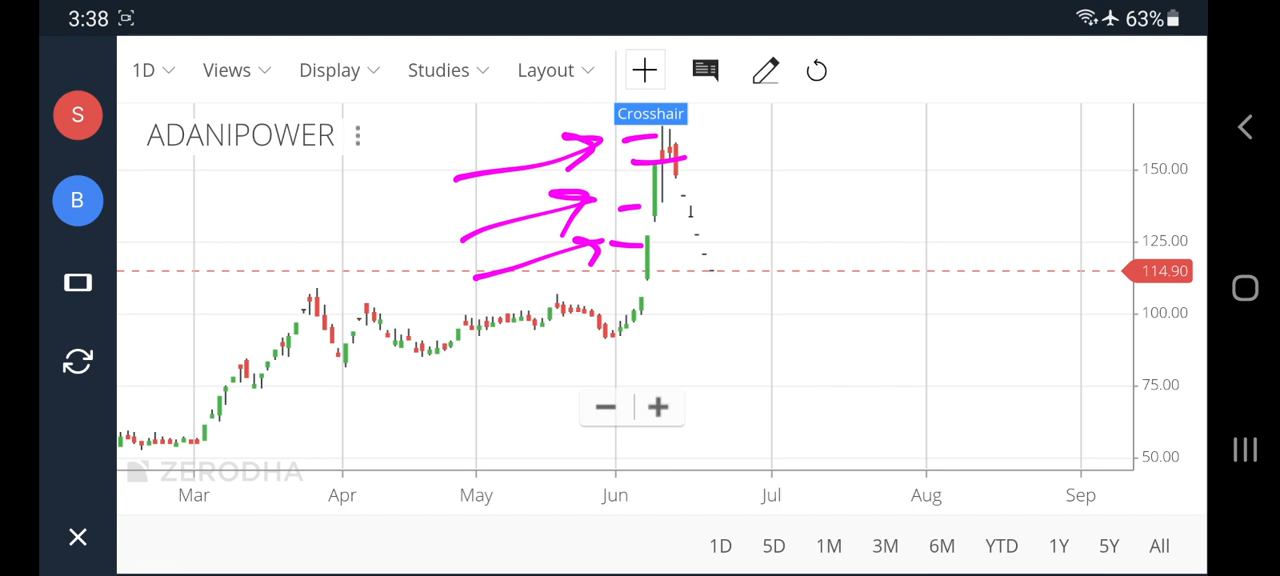 3:38 63%
1D Views Display Studies Layout
Crosshair
S
ADANIPOWER
150.00
B
125.00
114.90
100.00
75.00
50.00
ZERODHA
Mar Apr May Jun Jul Aug Sep
1D 5D 1M 3M 6M YTD 1Y 5Y All